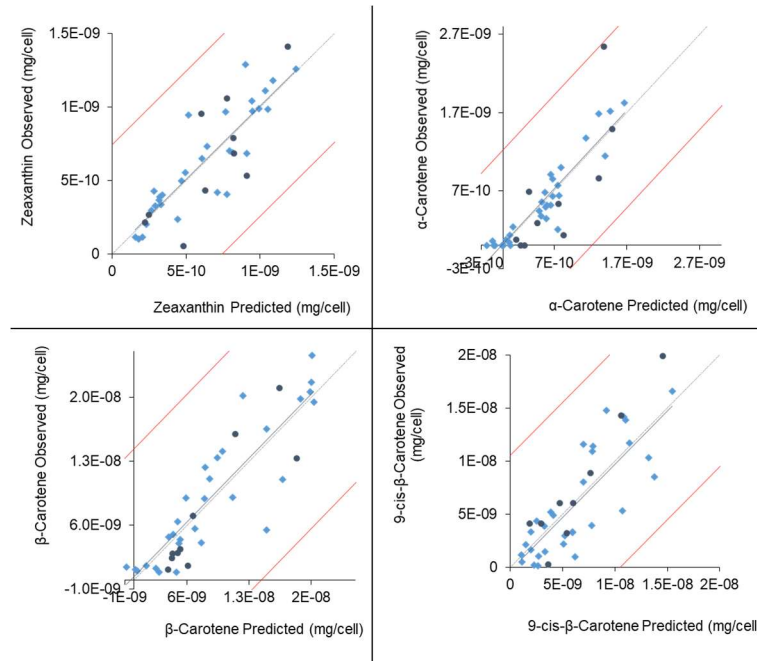 1.5E-09
1E-09
5E-10
0
0
5E-10
1E-09
1.5E-09
Zeaxanthin Observed (mg/cell)
Zeaxanthin Predicted (mg/cell)
2.7E-09
1.7E-09
7E-10
-3E-10
-3E-10
7E-10
1.7E-09
2.7E-09
α-Carotene Observed (mg/cell)
α-Carotene Predicted (mg/cell)
2.0E-08
1.3E-08
6.0E-09
-1.0E-09
-1E-09
6E-09
1.3E-08
2E-08
β-Carotene Observed (mg/cell)
β-Carotene Predicted (mg/cell)
2E-08
1.5E-08
1E-08
5E-09
0
0
5E-09
1E-08
1.5E-08
2E-08
9-cis-β-Carotene Observed
(mg/cell)
9-cis-β-Carotene Predicted (mg/cell)